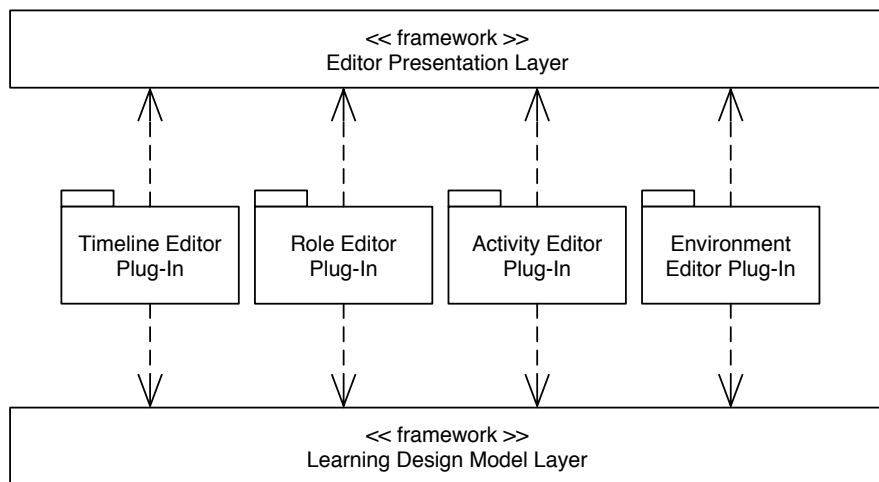 << framework >>
Editor Presentation Layer
Timeline Editor
Plug-In
Role Editor
Plug-In
Activity Editor
Plug-In
Environment
Editor Plug-In
<< framework >>
Learning Design Model Layer